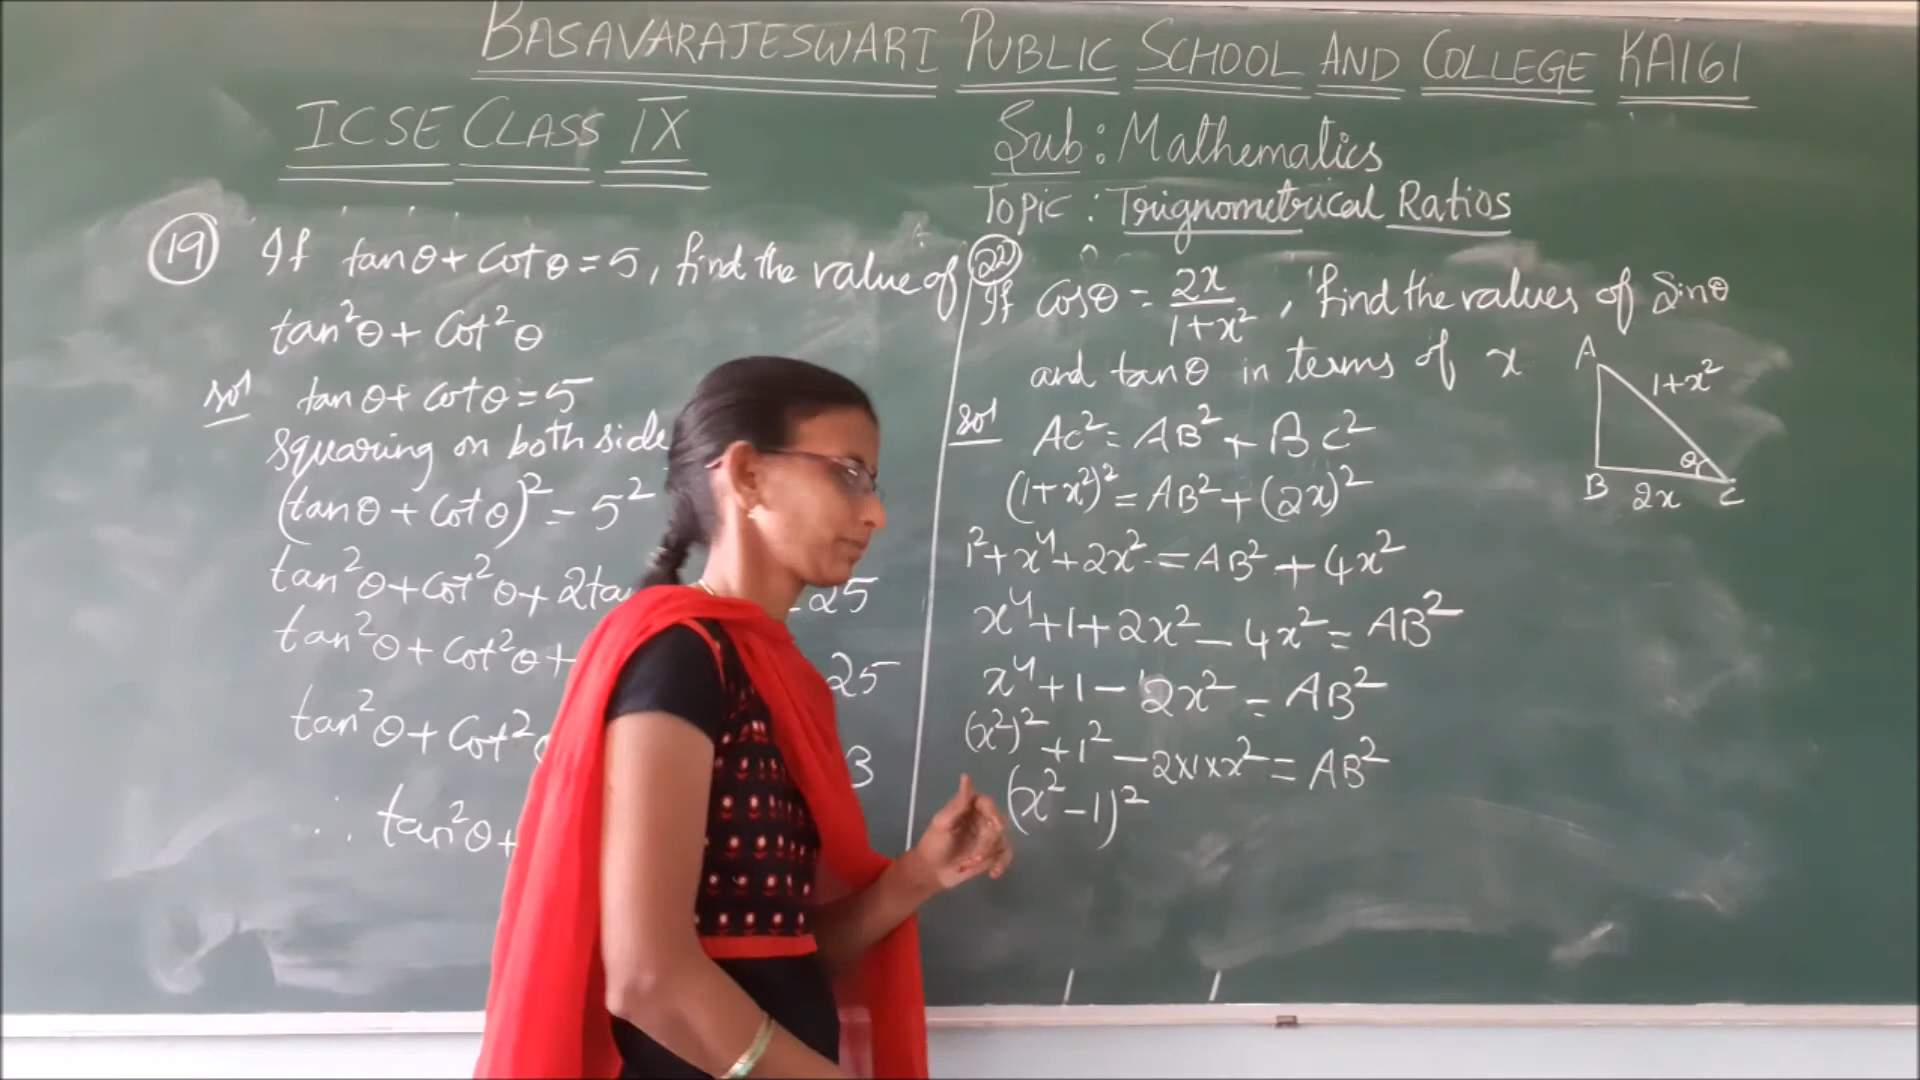 BASAVARAJESWARI PUBLIC SCHOOL AND COLLEGE KA161
ICSE CLASS IX
Sub: Mathematics
Topic: Trignometrical Ratios
(19) If tanθ + cotθ = 5, find the value of
tan²θ + Cot²θ
sol tanθ + cotθ = 5
Squaring on both side
(tanθ + cotθ)² = 5²
tan²θ + cot²θ + 2tan =25
tan²θ + cot²θ + 25
tan²θ + Cot² 3
∴ tan²θ +
(22)
If cosθ = 2x/1+x², find the values of Sinθ
and tanθ in terms of x
sol AC² = AB² + BC²
(1+x²)² = AB² + (2x)²
1² + x⁴ + 2x² = AB² + 4x²
x⁴ + 1 + 2x² - 4x² = AB²
x⁴ + 1 - 2x² = AB²
(x²)² + 1² - 2×1×x² = AB²
(x² - 1)²
A
1+x²
θ
B 2x C